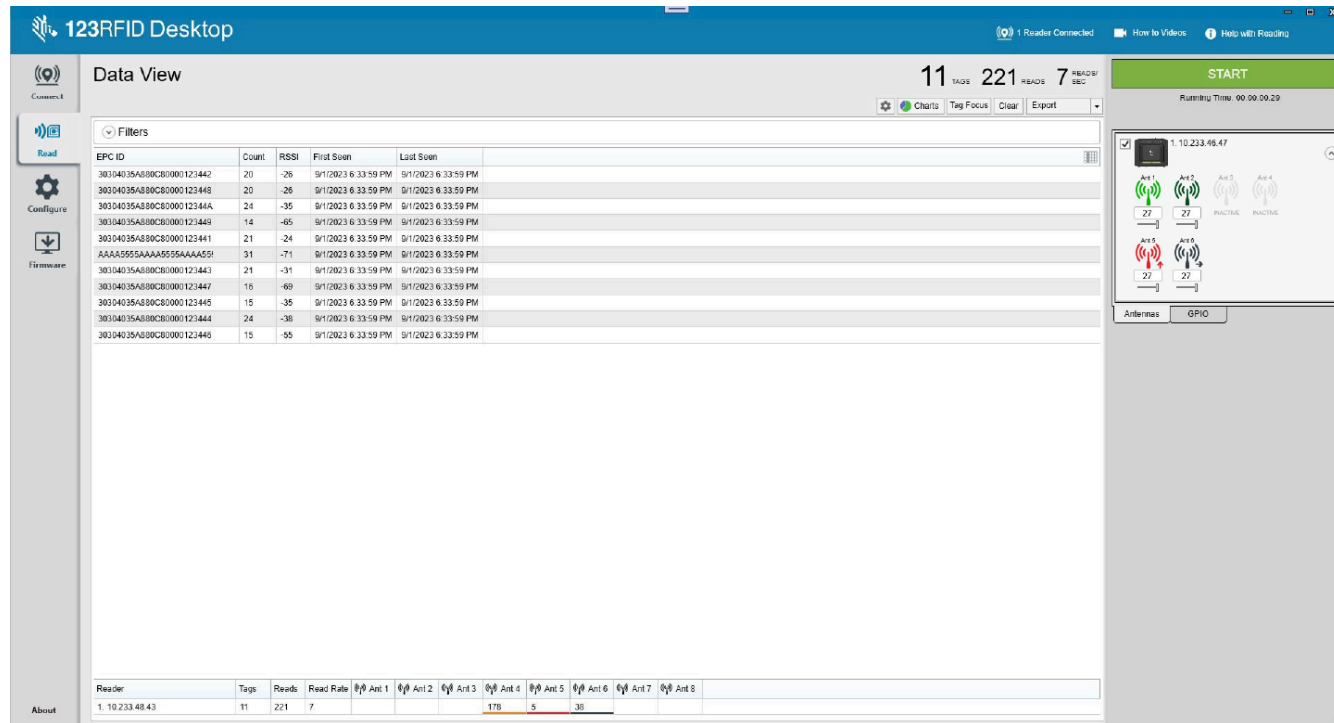 123RFID Desktop
1 Reader Connected
How to Videos
Help with Reading
Connect
Read
Configure
Firmware
About
Data View
11 TAGS 221 READS 7 READS/SEC
Charts Tag Focus Clear Export
Filters
EPC ID Count RSSI First Seen Last Seen
30304035A880C80000123442 20 -26 9/1/2023 6:33:59 PM 9/1/2023 6:33:59 PM
30304035A880C80000123448 20 -26 9/1/2023 6:33:59 PM 9/1/2023 6:33:59 PM
30304035A880C8000012344A 24 -35 9/1/2023 6:33:59 PM 9/1/2023 6:33:59 PM
30304035A880C80000123449 14 -65 9/1/2023 6:33:59 PM 9/1/2023 6:33:59 PM
30304035A880C80000123441 21 -24 9/1/2023 6:33:59 PM 9/1/2023 6:33:59 PM
AAAA5555AAAA5555AAAA55! 31 -71 9/1/2023 6:33:59 PM 9/1/2023 6:33:59 PM
30304035A880C80000123443 21 -31 9/1/2023 6:33:59 PM 9/1/2023 6:33:59 PM
30304035A880C80000123447 16 -69 9/1/2023 6:33:59 PM 9/1/2023 6:33:59 PM
30304035A880C80000123445 15 -35 9/1/2023 6:33:59 PM 9/1/2023 6:33:59 PM
30304035A880C80000123444 24 -38 9/1/2023 6:33:59 PM 9/1/2023 6:33:59 PM
30304035A880C80000123446 15 -55 9/1/2023 6:33:59 PM 9/1/2023 6:33:59 PM
Reader Tags Reads Read Rate Ant 1 Ant 2 Ant 3 Ant 4 Ant 5 Ant 6 Ant 7 Ant 8
1. 10.233.48.43 11 221 7 178 5 38
START
Running Time: 00:00:00.29
1. 10.233.46.47
Ant 1 Ant 2 Ant 3 Ant 4
27 27 INACTIVE INACTIVE
Ant 5 Ant 6
27 27
Antennas GPIO